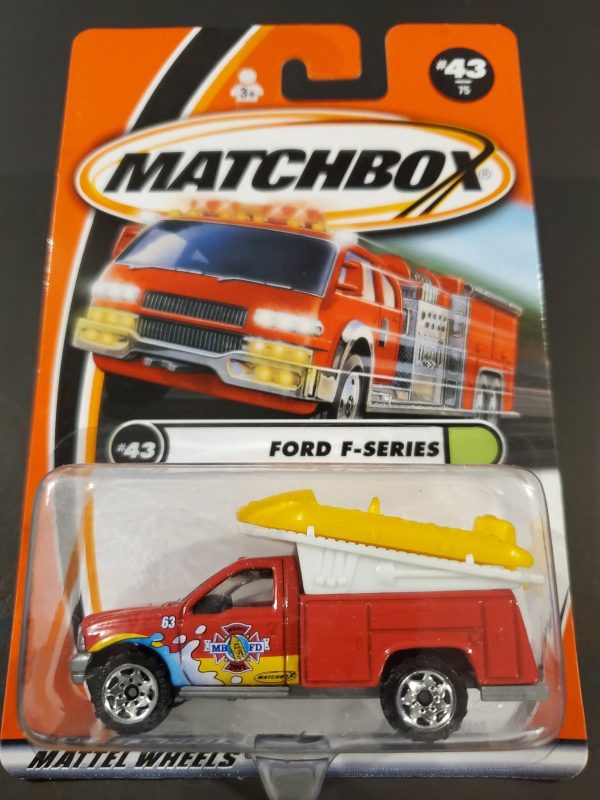 #43
75
3+
MATCHBOX®
#43
FORD F-SERIES
63
MB FD
MATCHBOX
MATTEL WHEELS